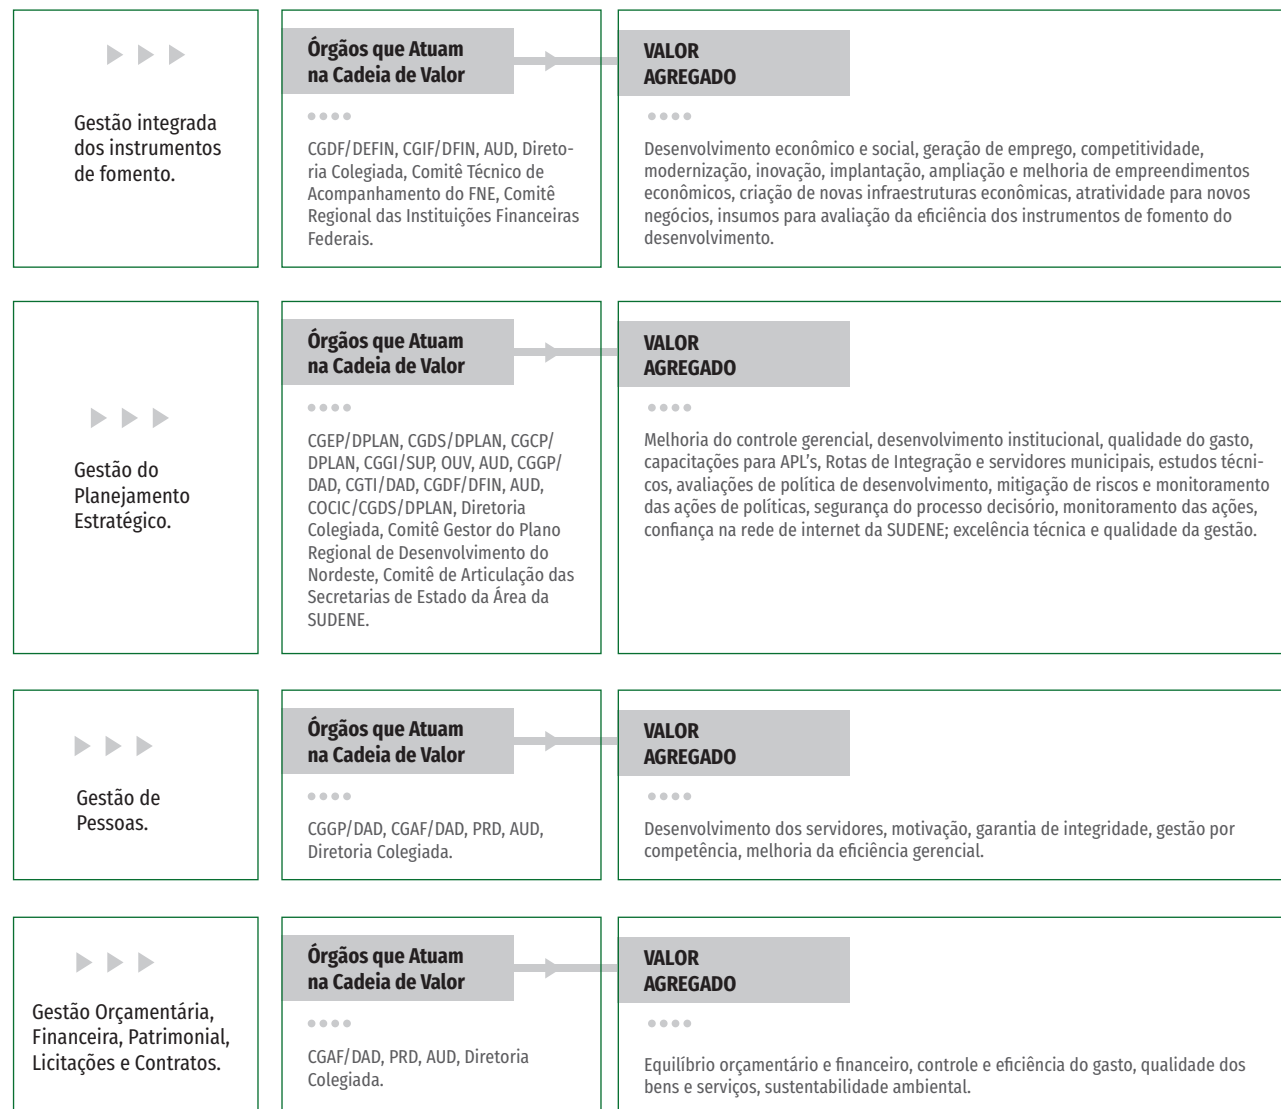 Gestão integrada
dos instrumentos
de fomento.
Órgãos que Atuam
na Cadeia de Valor
CGDF/DEFIN, CGIF/DFIN, AUD, Direto-
ria Colegiada, Comitê Técnico de
Acompanhamento do FNE, Comitê
Regional das Instituições Financeiras
Federais.
VALOR
AGREGADO
Desenvolvimento econômico e social, geração de emprego, competitividade,
modernização, inovação, implantação, ampliação e melhoria de empreendimentos
econômicos, criação de novas infraestruturas econômicas, atratividade para novos
negócios, insumos para avaliação da eficiência dos instrumentos de fomento do
desenvolvimento.
Gestão do
Planejamento
Estratégico.
Órgãos que Atuam
na Cadeia de Valor
CGEP/DPLAN, CGDS/DPLAN, CGCP/
DPLAN, CGGI/SUP, OUV, AUD, CGGP/
DAD, CGTI/DAD, CGDF/DFIN, AUD,
COCIC/CGDS/DPLAN, Diretoria
Colegiada, Comitê Gestor do Plano
Regional de Desenvolvimento do
Nordeste, Comitê de Articulação das
Secretarias de Estado da Área da
SUDENE.
VALOR
AGREGADO
Melhoria do controle gerencial, desenvolvimento institucional, qualidade do gasto,
capacitações para APL’s, Rotas de Integração e servidores municipais, estudos técni-
cos, avaliações de política de desenvolvimento, mitigação de riscos e monitoramento
das ações de políticas, segurança do processo decisório, monitoramento das ações,
confiança na rede de internet da SUDENE; excelência técnica e qualidade da gestão.
Gestão de
Pessoas.
Órgãos que Atuam
na Cadeia de Valor
CGGP/DAD, CGAF/DAD, PRD, AUD,
Diretoria Colegiada.
VALOR
AGREGADO
Desenvolvimento dos servidores, motivação, garantia de integridade, gestão por
competência, melhoria da eficiência gerencial.
Gestão Orçamentária,
Financeira, Patrimonial,
Licitações e Contratos.
Órgãos que Atuam
na Cadeia de Valor
CGAF/DAD, PRD, AUD, Diretoria
Colegiada.
VALOR
AGREGADO
Equilíbrio orçamentário e financeiro, controle e eficiência do gasto, qualidade dos
bens e serviços, sustentabilidade ambiental.